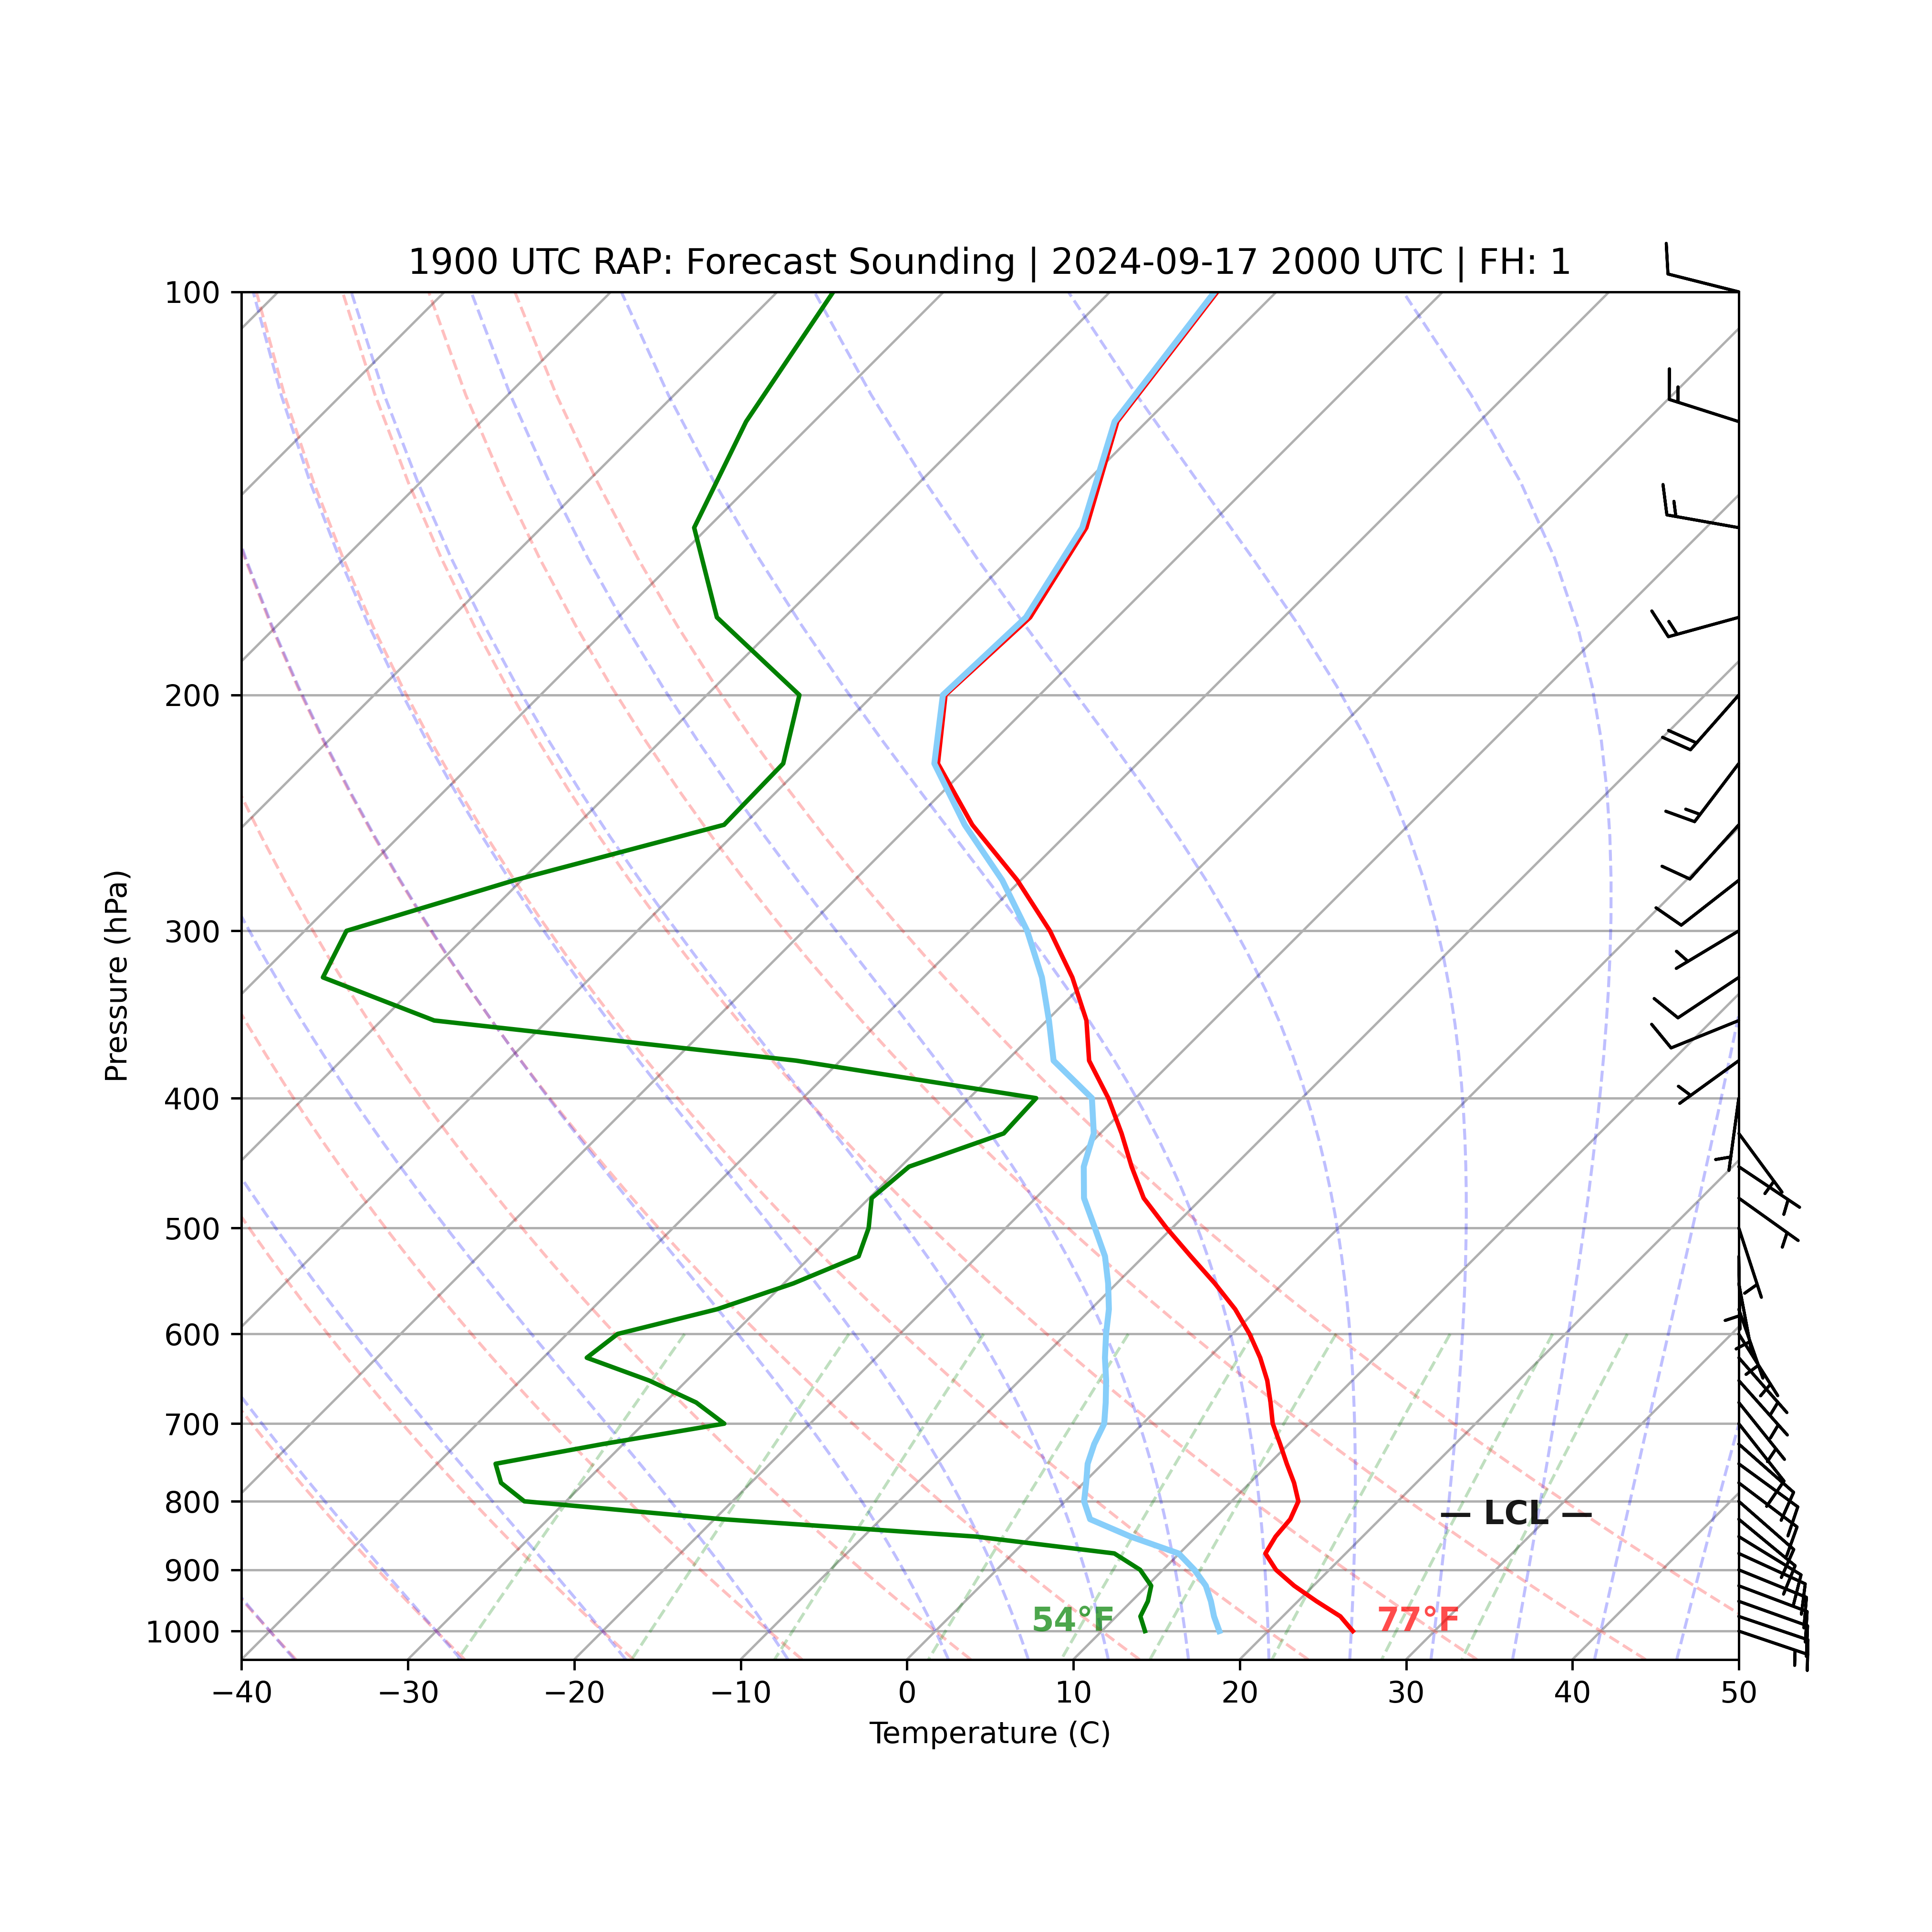 1900 UTC RAP: Forecast Sounding | 2024-09-17 2000 UTC | FH: 1
100
200
300
400
500
600
700
800
900
1000
Pressure (hPa)
LCL
54°F
77°F
−40 −30 −20 −10 0 10 20 30 40 50
Temperature (C)